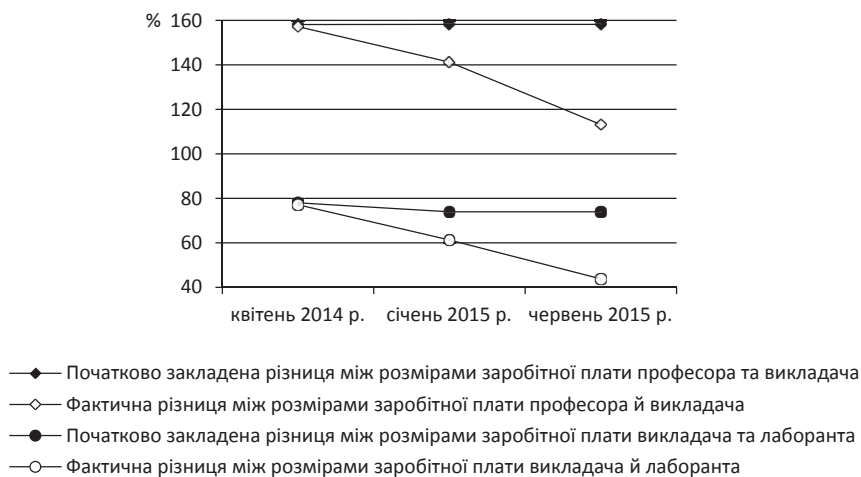 % 160
140
120
100
80
60
40
квітень 2014 р. січень 2015 р. червень 2015 р.
Початково закладена різниця між розмірами заробітної плати професора та викладача
Фактична різниця між розмірами заробітної плати професора й викладача
Початково закладена різниця між розмірами заробітної плати викладача та лаборанта
Фактична різниця між розмірами заробітної плати викладача й лаборанта